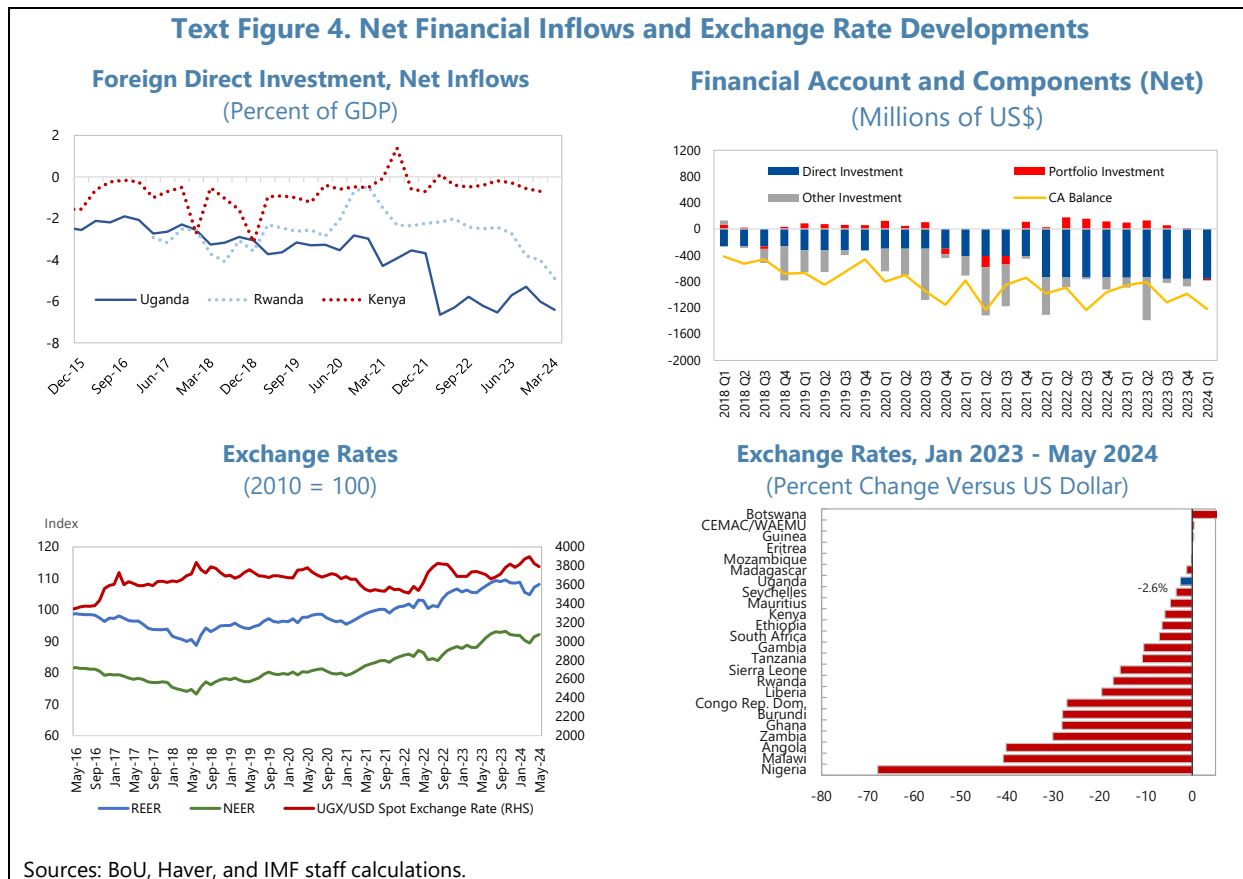 Text Figure 4. Net Financial Inflows and Exchange Rate Developments
Foreign Direct Investment, Net Inflows
(Percent of GDP)
2
0
-2
-4
-6
-8
Uganda
Rwanda
Kenya
Dec-15
Sep-16
Jun-17
Mar-18
Dec-18
Sep-19
Jun-20
Mar-21
Dec-21
Sep-22
Jun-23
Mar-24
Financial Account and Components (Net)
(Millions of US$)
1200
800
400
0
-400
-800
-1200
-1600
-2000
Direct Investment
Portfolio Investment
Other Investment
CA Balance
2018 Q1
2018 Q2
2018 Q3
2018 Q4
2019 Q1
2019 Q2
2019 Q3
2019 Q4
2020 Q1
2020 Q2
2020 Q3
2020 Q4
2021 Q1
2021 Q2
2021 Q3
2021 Q4
2022 Q1
2022 Q2
2022 Q3
2022 Q4
2023 Q1
2023 Q2
2023 Q3
2023 Q4
2024 Q1
Exchange Rates
(2010 = 100)
Index
120
110
100
90
80
70
60
4000
3800
3600
3400
3200
3000
2800
2600
2400
2200
2000
May-16
Sep-16
Jan-17
May-17
Sep-17
Jan-18
May-18
Sep-18
Jan-19
May-19
Sep-19
Jan-20
May-20
Sep-20
Jan-21
May-21
Sep-21
Jan-22
May-22
Sep-22
Jan-23
May-23
Sep-23
Jan-24
May-24
REER
NEER
UGX/USD Spot Exchange Rate (RHS)
Exchange Rates, Jan 2023 - May 2024
(Percent Change Versus US Dollar)
Botswana
CEMAC/WAEMU
Guinea
Eritrea
Mozambique
Madagascar
Uganda
-2.6%
Seychelles
Mauritius
Kenya
Ethiopia
South Africa
Gambia
Tanzania
Sierra Leone
Rwanda
Liberia
Congo Rep. Dom.
Burundi
Ghana
Zambia
Angola
Malawi
Nigeria
-80
-70
-60
-50
-40
-30
-20
-10
0
Sources: BoU, Haver, and IMF staff calculations.